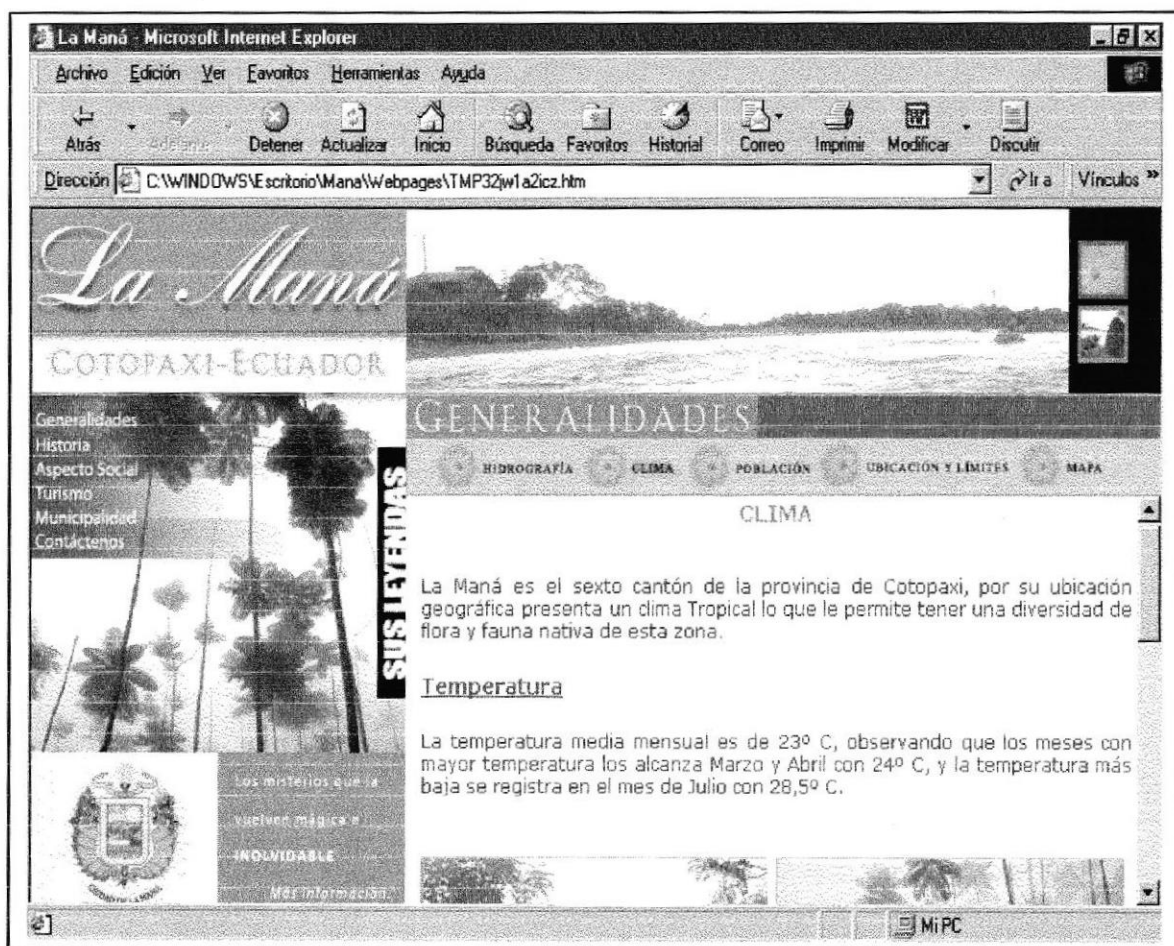 La Maná - Microsoft Internet Explorer
Archivo Edición Ver Favoritos Herramientas Ayuda
Atrás Adelante Detener Actualizar Inicio Búsqueda Favoritos Historial Correo Imprimir Modificar Discutir
Dirección C:\WINDOWS\Escritorio\Mana\Webpages\TMP32jw1a2icz.htm Ir a Vínculos »
La Maná
COTOPAXI-ECUADOR
Generalidades
Historia
Aspecto Social
Turismo
Municipalidad
Contáctenos
SUS LEYENDAS
Los misterios que la
vuelven mágica e
INOLVIDABLE
Más información.
GENERALIDADES
HIDROGRAFÍA CLIMA POBLACIÓN UBICACIÓN Y LÍMITES MAPA
CLIMA
La Maná es el sexto cantón de la provincia de Cotopaxi, por su ubicación
geográfica presenta un clima Tropical lo que le permite tener una diversidad de
flora y fauna nativa de esta zona.
Temperatura
La temperatura media mensual es de 23º C, observando que los meses con
mayor temperatura los alcanza Marzo y Abril con 24º C, y la temperatura más
baja se registra en el mes de Julio con 28,5º C.
Mi PC